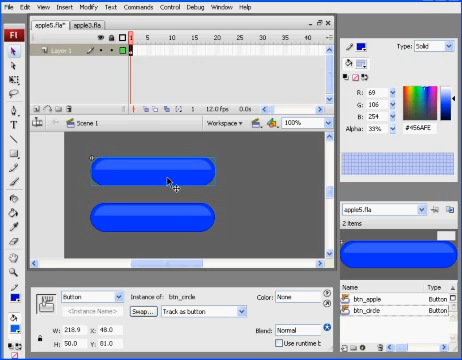 File Edit View Insert Modify Text Commands Control Debug Window Help
apple5.fla* apple3.fla
1 5 10 15 20 25 30 35 40
Layer 1
1 12.0 fps 0.0s
Scene 1 Workspace 100%
Fl
T
Type: Solid
R: 69
G: 106
B: 254
Alpha: 33% #456AFE
apple5.fla
2 items
Name Type
btn_apple Button
btn_circle Button
Button Instance of: btn_circle Color: None
<Instance Name> Swap... Track as button
W: 218.9 X: 48.0
H: 50.0 Y: 81.0
Blend: Normal
Use runtime b